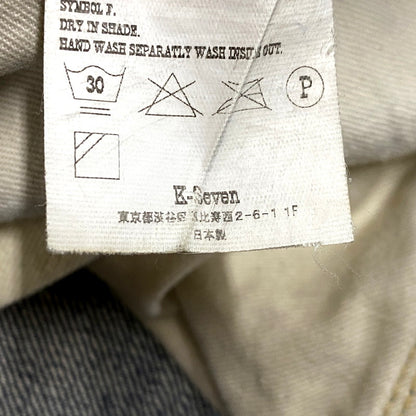 SYMBOL F.
DRY IN SHADE.
HAND WASH SEPARATLY WASH INSIDE OUT.
30
P
K-Seven
東京都渋谷区 比寿西2-6-1 1F
日本製